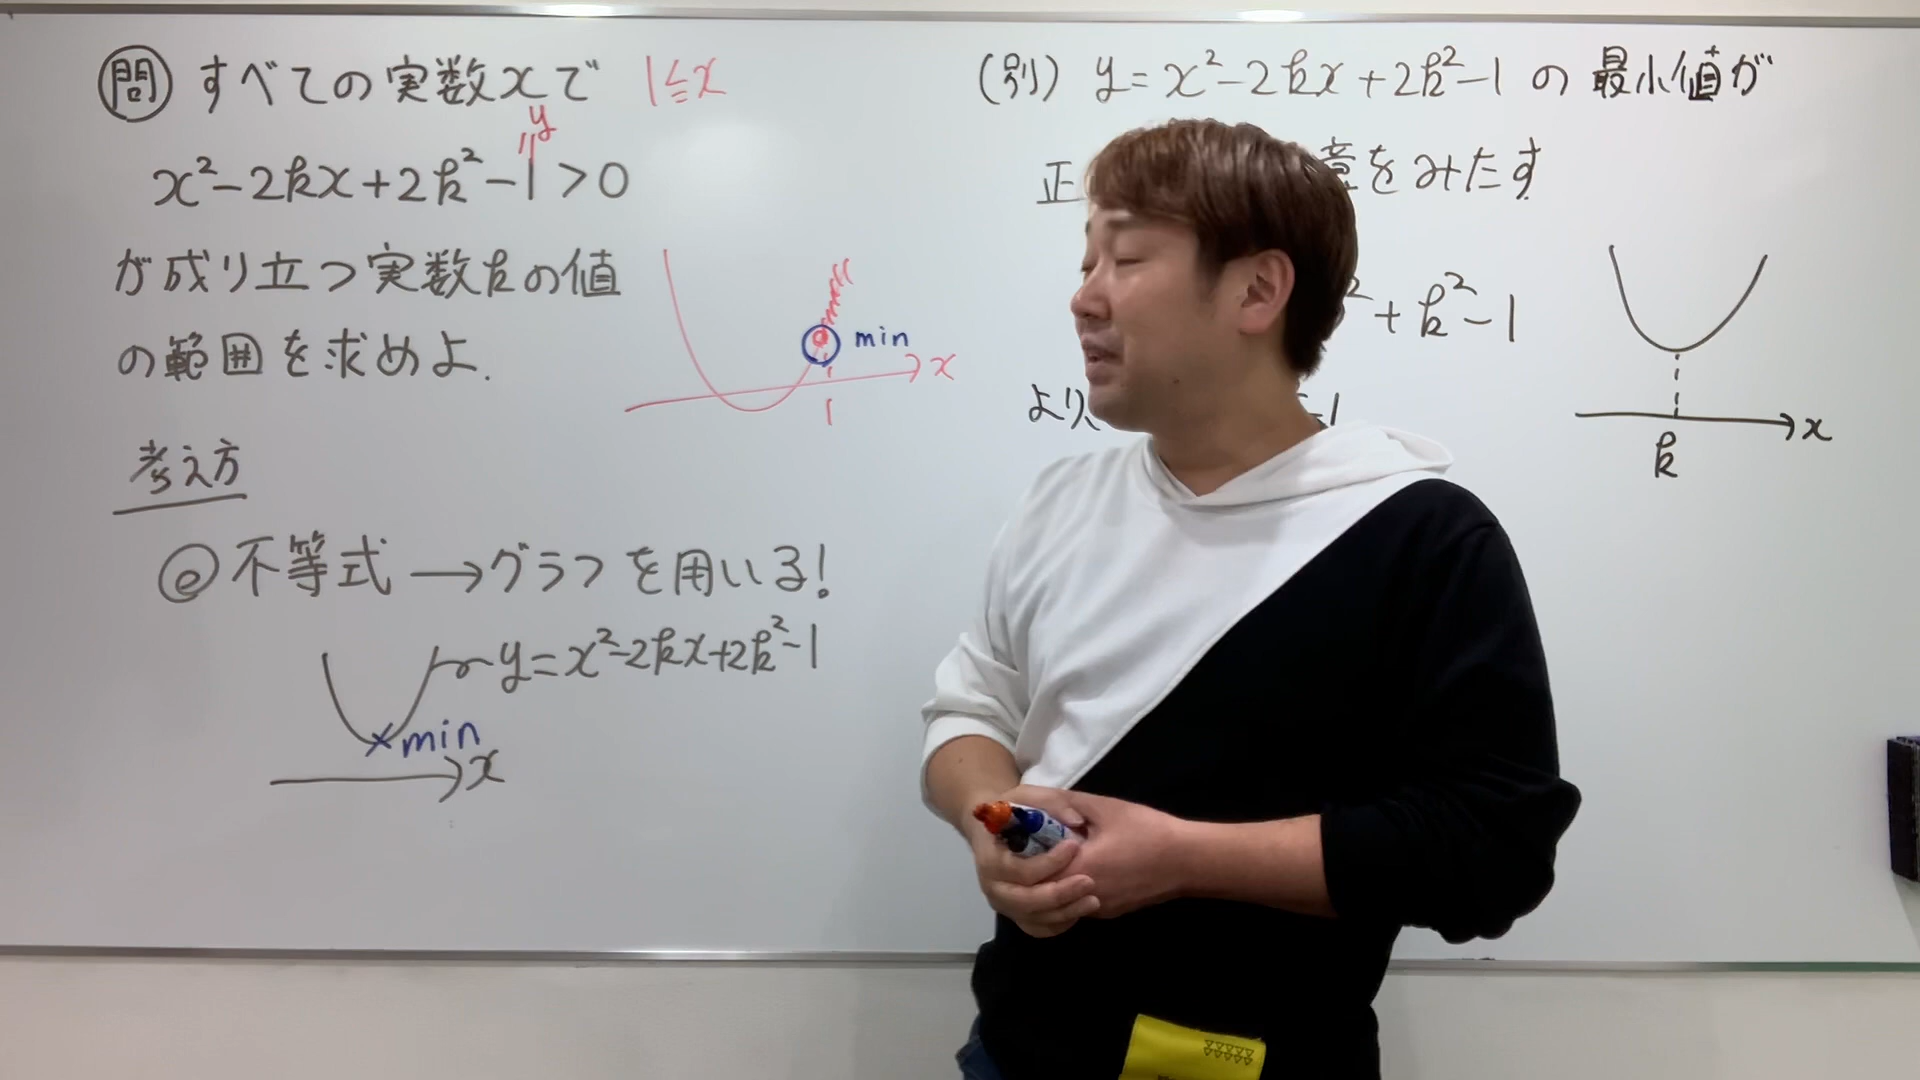 問 すべての実数xで 1≦x
y
x²-2kx+2k²-1>0
が成り立つ実数kの値
の範囲を求めよ.
min
x
1
考え方
@不等式→グラフを用いる!
y=x²-2kx+2k²-1
min
x
(別) y=x²-2kx+2k²-1 の 最小値が
正 意をみたす
²+k²-1
より、 -1
x
k